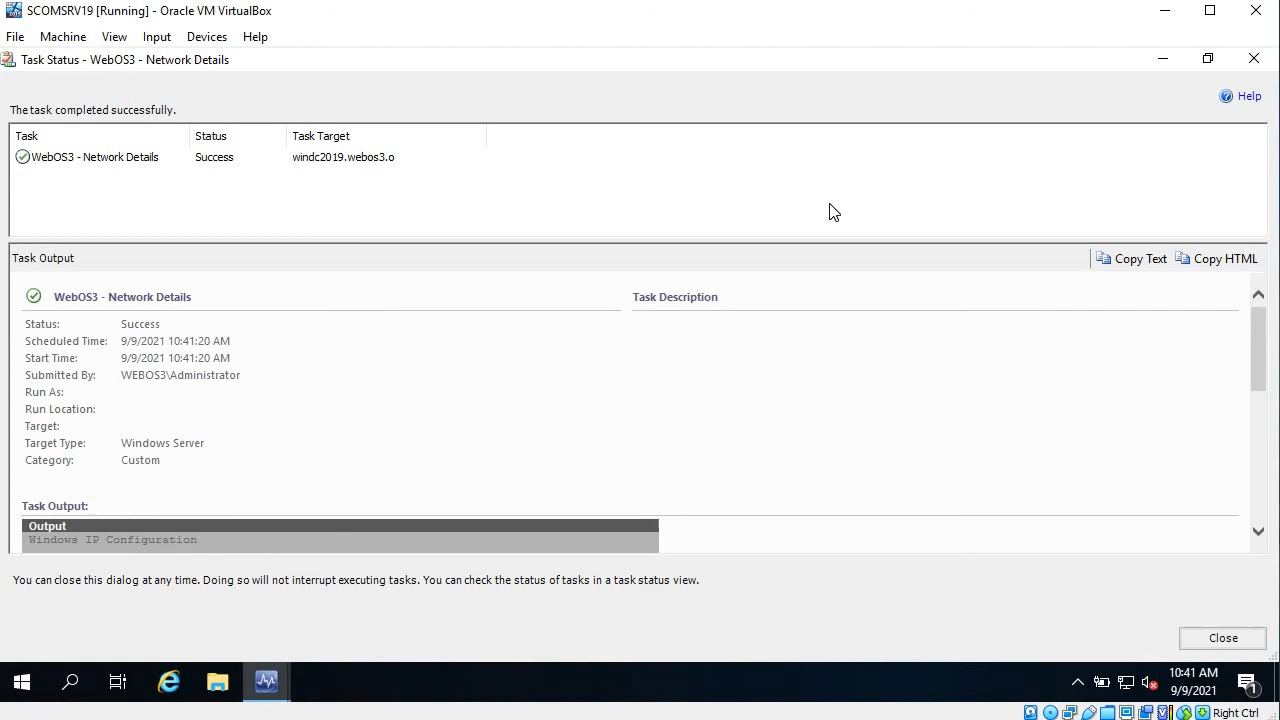 SCOMSRV19 [Running] - Oracle VM VirtualBox
File Machine View Input Devices Help
Task Status - WebOS3 - Network Details
Help
The task completed successfully.
Task Status Task Target
WebOS3 - Network Details Success windc2019.webos3.o
Task Output Copy Text Copy HTML
WebOS3 - Network Details Task Description
Status: Success
Scheduled Time: 9/9/2021 10:41:20 AM
Start Time: 9/9/2021 10:41:20 AM
Submitted By: WEBOS3\Administrator
Run As:
Run Location:
Target:
Target Type: Windows Server
Category: Custom
Task Output:
Output
Windows IP Configuration
You can close this dialog at any time. Doing so will not interrupt executing tasks. You can check the status of tasks in a task status view.
Close
10:41 AM
9/9/2021
1
Right Ctrl